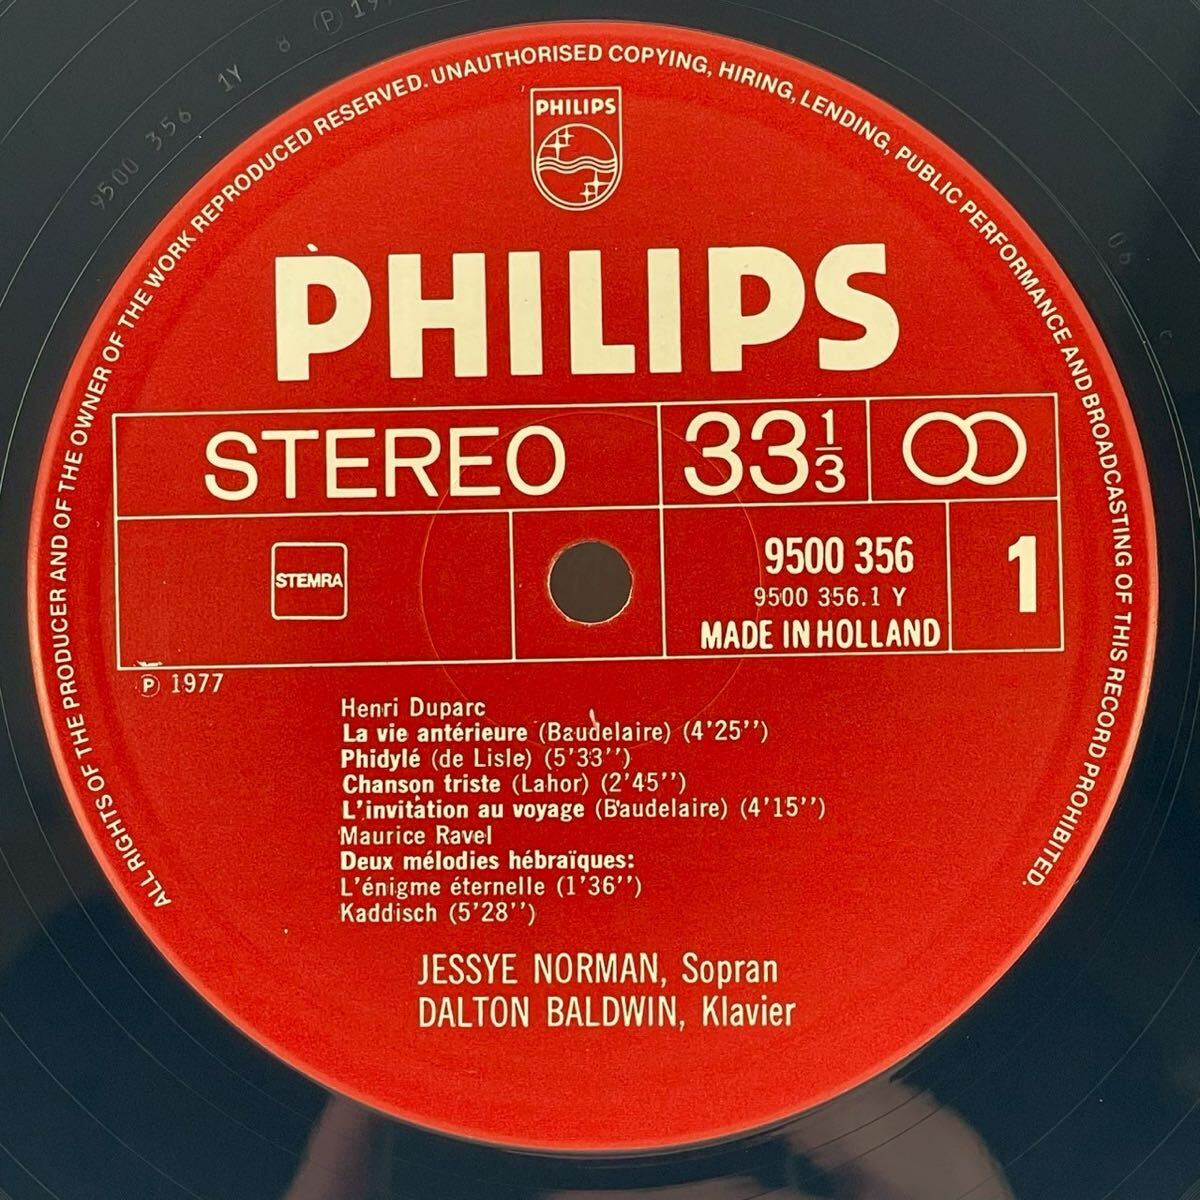 ALL RIGHTS OF THE PRODUCER AND OF THE OWNER OF THE WORK REPRODUCED RESERVED. UNAUTHORISED COPYING, HIRING, LENDING, PUBLIC PERFORMANCE AND BROADCASTING OF THIS RECORD PROHIBITED.
9500 356 1Y 8 Ⓟ 19
06
PHILIPS
PHILIPS
STEREO 33 1/3
STEMRA
9500 356
9500 356.1 Y
MADE IN HOLLAND
1
Ⓟ 1977
Henri Duparc
La vie antérieure (Baudelaire) (4'25'')
Phidylé (de Lisle) (5'33'')
Chanson triste (Lahor) (2'45'')
L'invitation au voyage (Baudelaire) (4'15'')
Maurice Ravel
Deux mélodies hébraïques:
L'énigme éternelle (1'36'')
Kaddisch (5'28'')
JESSYE NORMAN, Sopran
DALTON BALDWIN, Klavier